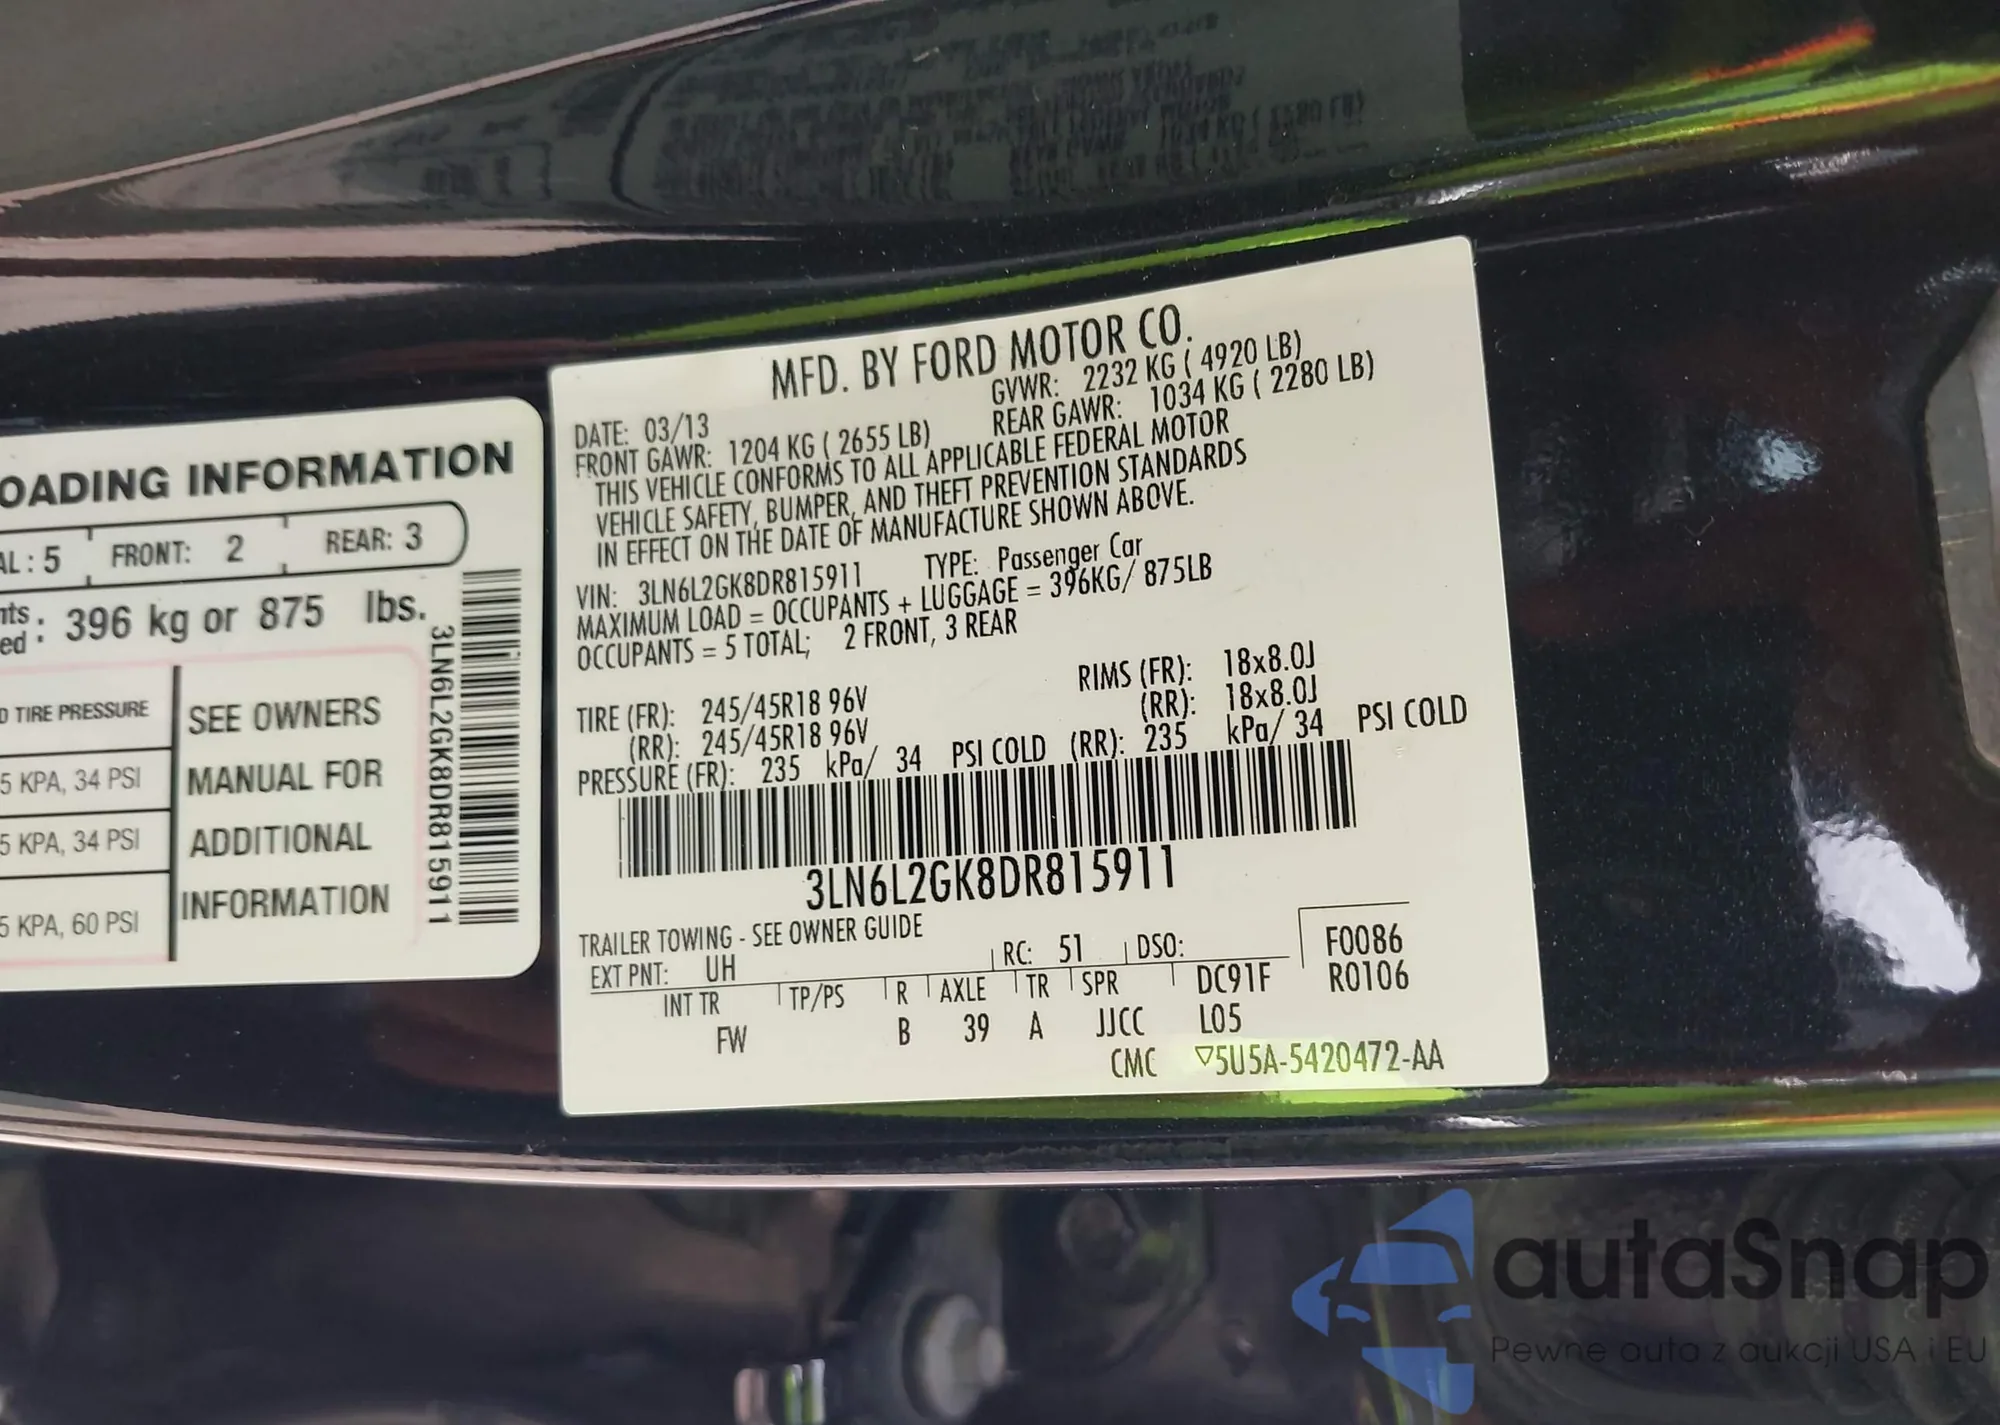 OADING INFORMATION
AL: 5 FRONT: 2 REAR: 3
nts : 396 kg or 875 lbs.
ed :
D TIRE PRESSURE
5 KPA, 34 PSI
5 KPA, 34 PSI
5 KPA, 60 PSI
SEE OWNERS
MANUAL FOR
ADDITIONAL
INFORMATION
3LN6L2GK8DR815911
MFD. BY FORD MOTOR CO.
DATE: 03/13 GVWR: 2232 KG ( 4920 LB)
FRONT GAWR: 1204 KG ( 2655 LB) REAR GAWR: 1034 KG ( 2280 LB)
THIS VEHICLE CONFORMS TO ALL APPLICABLE FEDERAL MOTOR
VEHICLE SAFETY, BUMPER, AND THEFT PREVENTION STANDARDS
IN EFFECT ON THE DATE OF MANUFACTURE SHOWN ABOVE.
VIN: 3LN6L2GK8DR815911 TYPE: Passenger Car
MAXIMUM LOAD = OCCUPANTS + LUGGAGE = 396KG/ 875LB
OCCUPANTS = 5 TOTAL; 2 FRONT, 3 REAR
TIRE (FR): 245/45R18 96V RIMS (FR): 18x8.0J
(RR): 245/45R18 96V (RR): 18x8.0J
PRESSURE (FR): 235 kPa/ 34 PSI COLD (RR): 235 kPa/ 34 PSI COLD
3LN6L2GK8DR815911
TRAILER TOWING - SEE OWNER GUIDE
EXT PNT: UH RC: 51 DSO: F0086
INT TR TP/PS R AXLE TR SPR DC91F R0106
FW B 39 A JJCC L05
CMC ▽5U5A-5420472-AA
autaSnap
Pewne auta z aukcji USA i EU